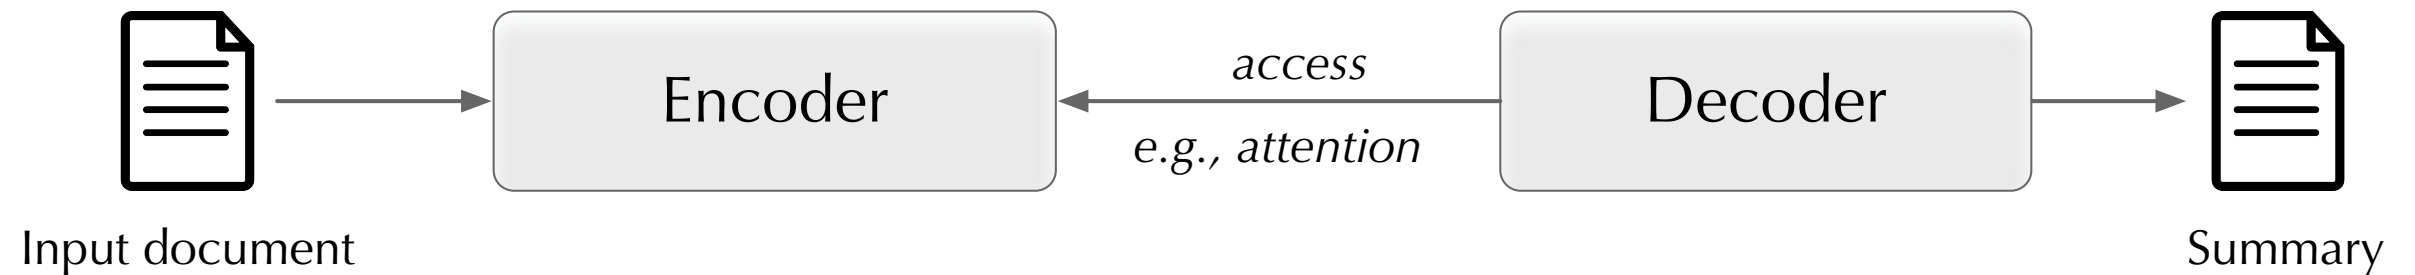 Encoder
access
e.g., attention
Decoder
Input document
Summary